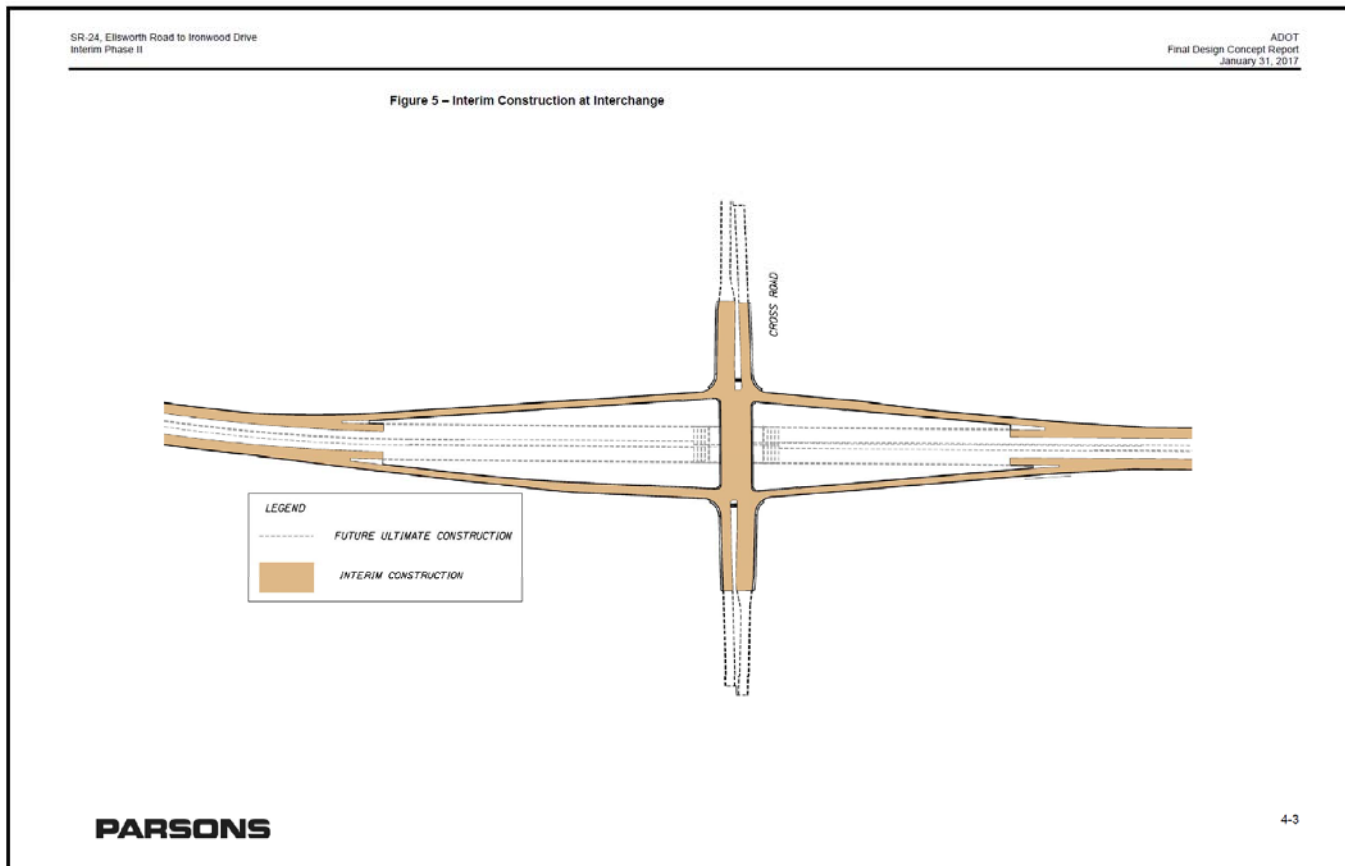 SR-24, Ellsworth Road to Ironwood Drive
Interim Phase II
ADOT
Final Design Concept Report
January 31, 2017
Figure 5 – Interim Construction at Interchange
CROSS ROAD
LEGEND
FUTURE ULTIMATE CONSTRUCTION
INTERIM CONSTRUCTION
PARSONS
4-3